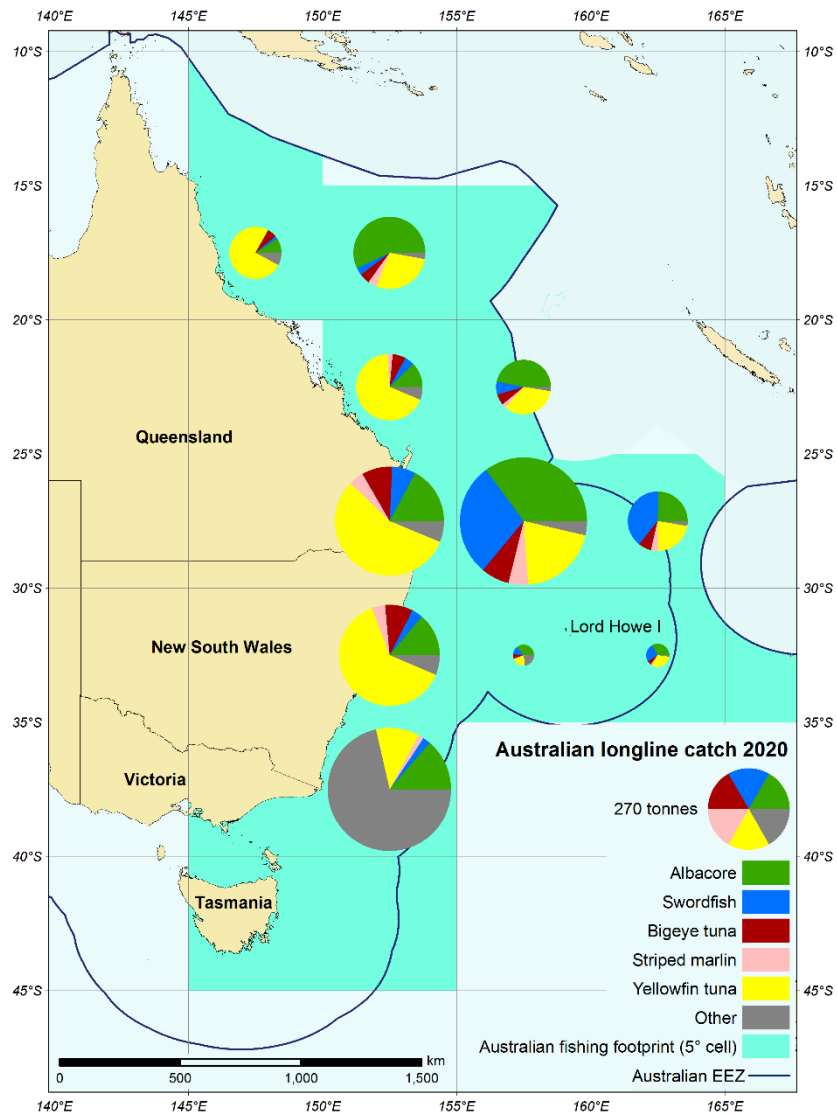 10°S
15°S
20°S
25°S
30°S
35°S
40°S
45°S
145°E
150°E
155°E
160°E
165°E
10°S
15°S
20°S
25°S
30°S
35°S
40°S
45°S
140°E
145°E
150°E
155°E
160°E
165°E
Queensland
New South Wales
Victoria
Tasmania
Lord Howe I
Australian longline catch 2020
270 tonnes
Albacore
Swordfish
Bigeye tuna
Striped marlin
Yellowfin tuna
Other
Australian fishing footprint (5° cell)
Australian EEZ
km
0 500 1,000 1,500